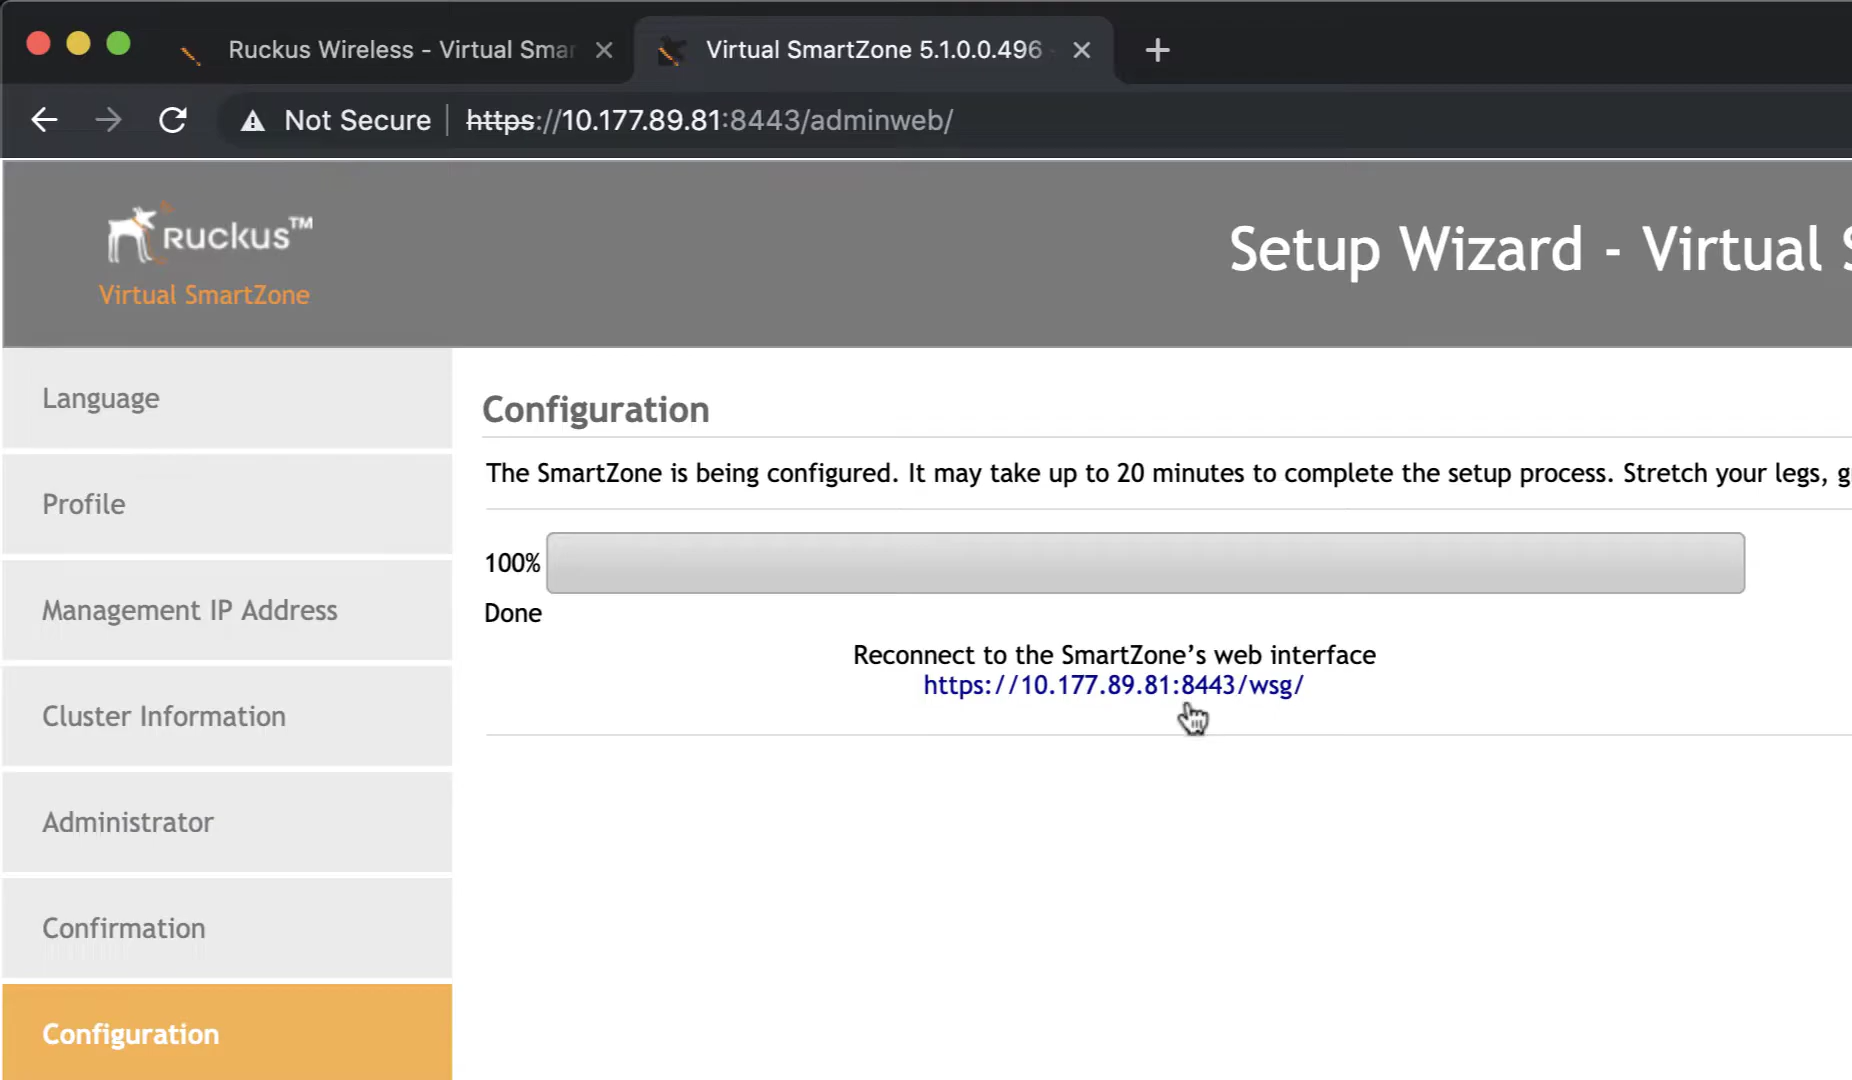 Ruckus Wireless - Virtual Smar
Virtual SmartZone 5.1.0.0.496 -
Not Secure
https://10.177.89.81:8443/adminweb/
RUCKUS™
Virtual SmartZone
Setup Wizard - Virtual S
Language
Profile
Management IP Address
Cluster Information
Administrator
Confirmation
Configuration
Configuration
The SmartZone is being configured. It may take up to 20 minutes to complete the setup process. Stretch your legs, g
100%
Done
Reconnect to the SmartZone’s web interface
https://10.177.89.81:8443/wsg/